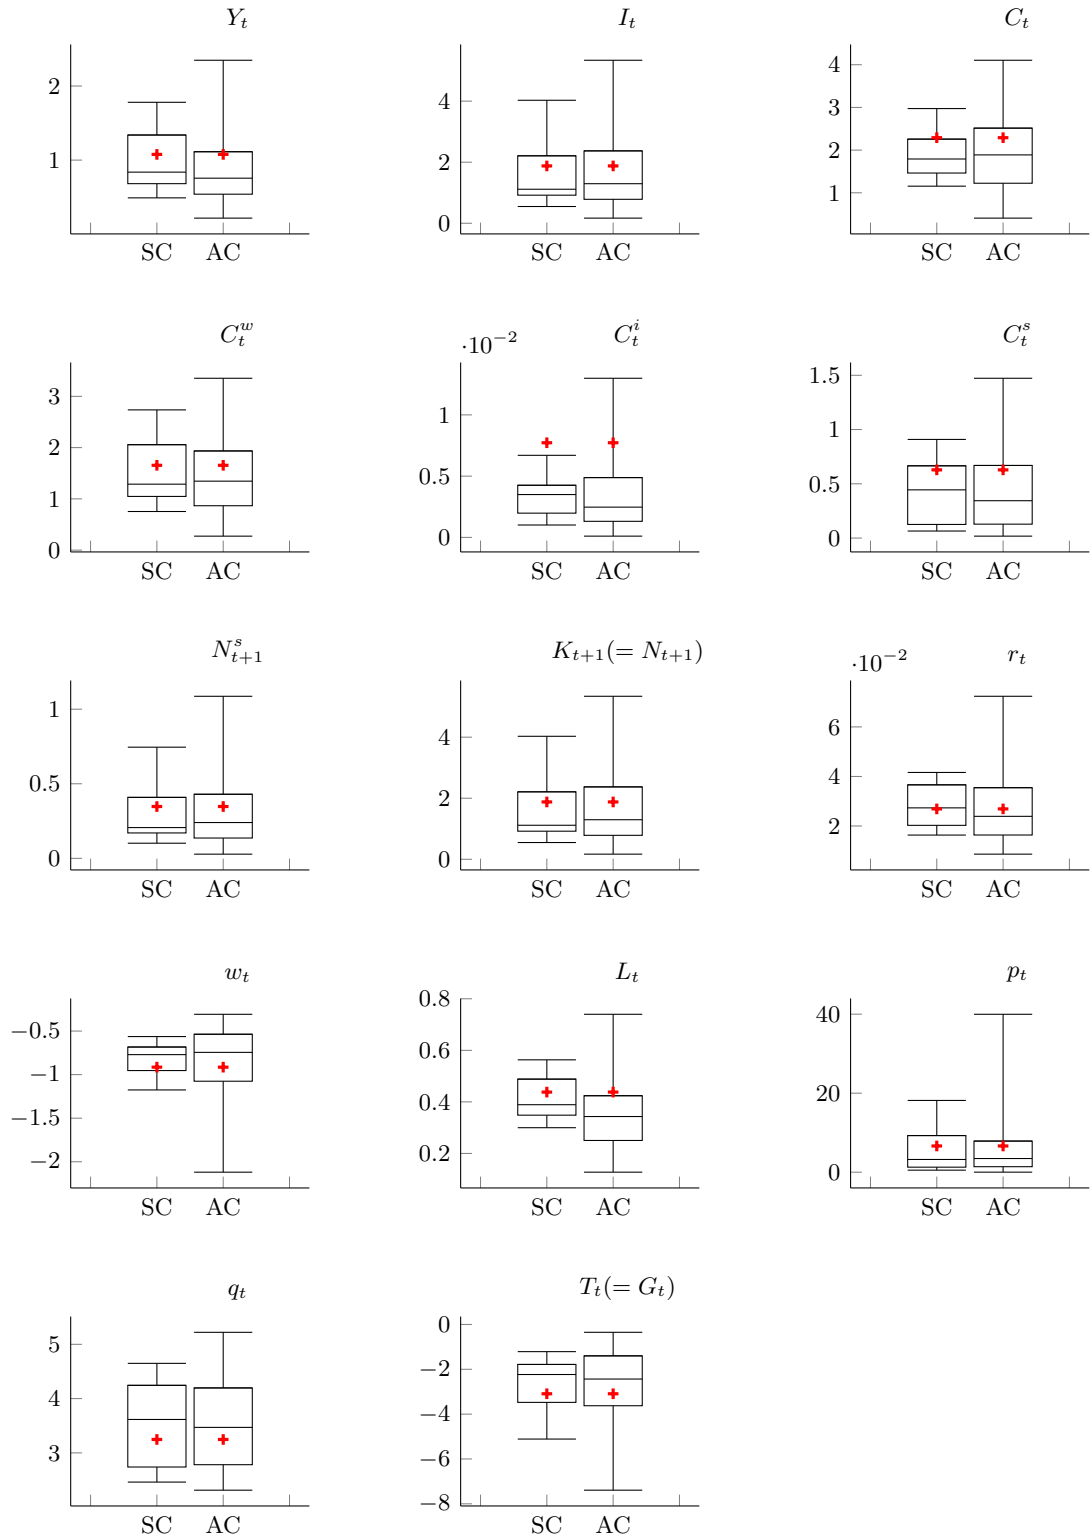 Y_t I_t C_t
2 4 4
1 2 3
0 2
1
SC AC SC AC SC AC
C_t^w ·10^{-2} C_t^i C_t^s
3 1 1.5
2 0.5 1
1 0 0.5
0 0
SC AC SC AC SC AC
N_{t+1}^s K_{t+1}(= N_{t+1}) ·10^{-2} r_t
1 4 6
0.5 2 4
0 0 2
SC AC SC AC SC AC
w_t L_t p_t
−0.5 0.8 40
−1 0.6 20
−1.5 0.4 0
−2 0.2
SC AC SC AC SC AC
q_t T_t(= G_t)
5 0
4 −2
3 −4
−6
−8
SC AC SC AC